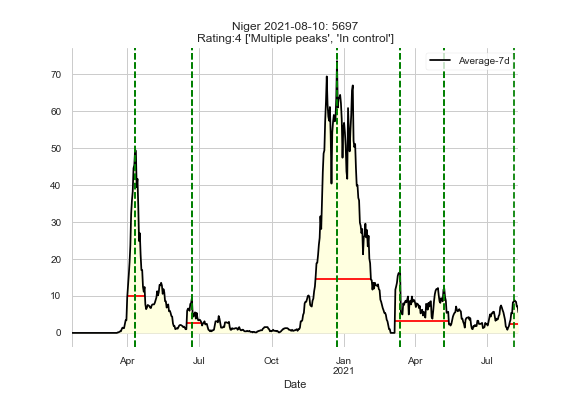 Niger 2021-08-10: 5697
Rating:4 ['Multiple peaks', 'In control']
Average-7d
70
60
50
40
30
20
10
0
Apr
Jul
Oct
Jan
2021
Apr
Jul
Date